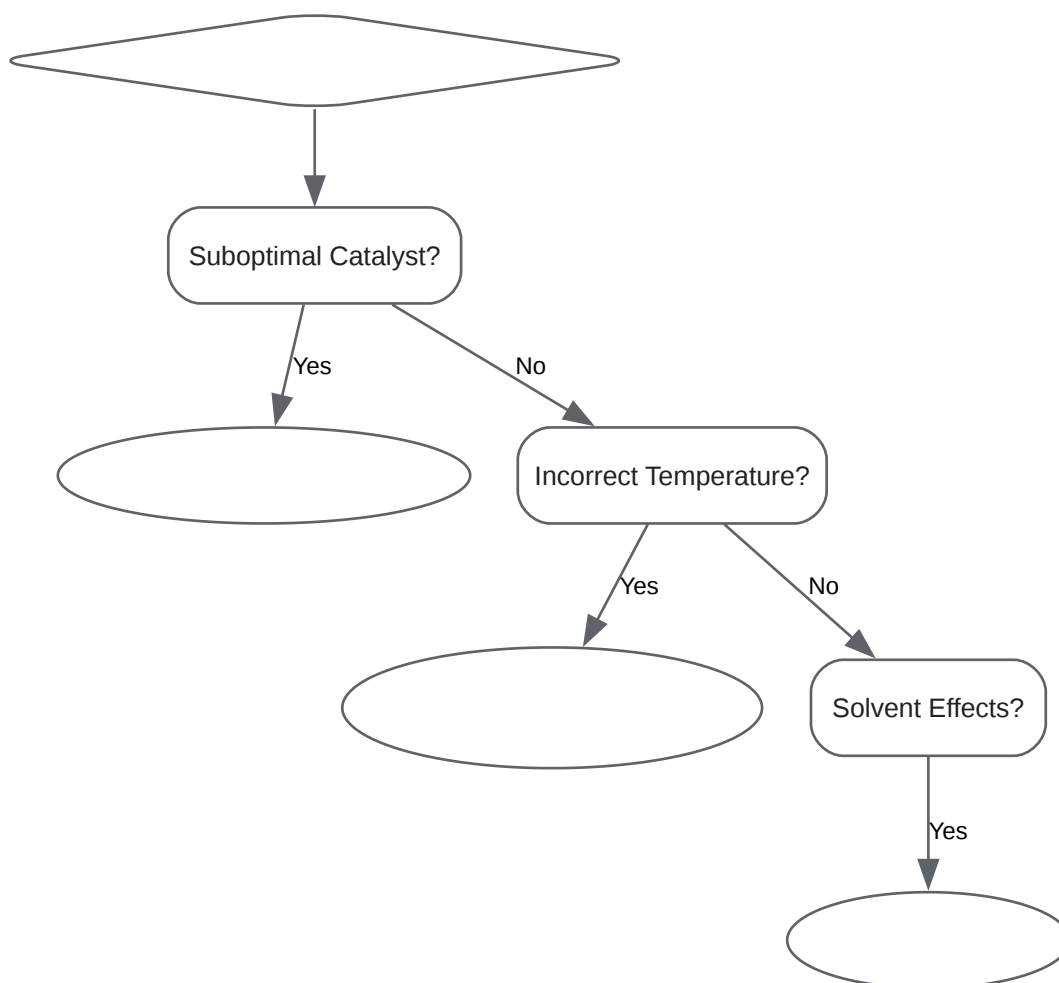 Suboptimal Catalyst?
Yes
No
Incorrect Temperature?
Yes
No
Solvent Effects?
Yes